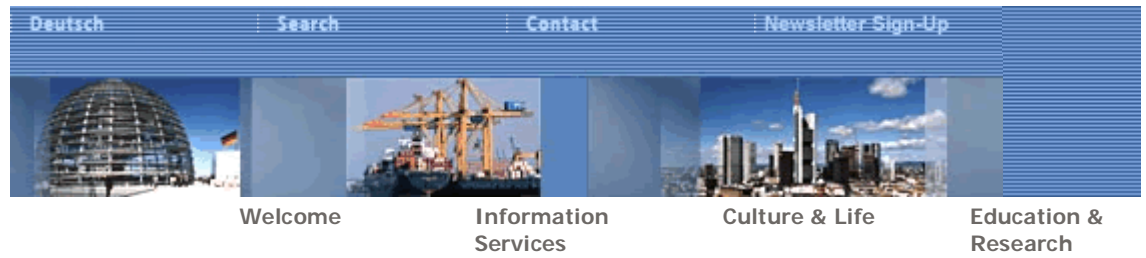 Deutsch Search Contact Newsletter Sign-Up
Welcome Information Services Culture & Life Education & Research